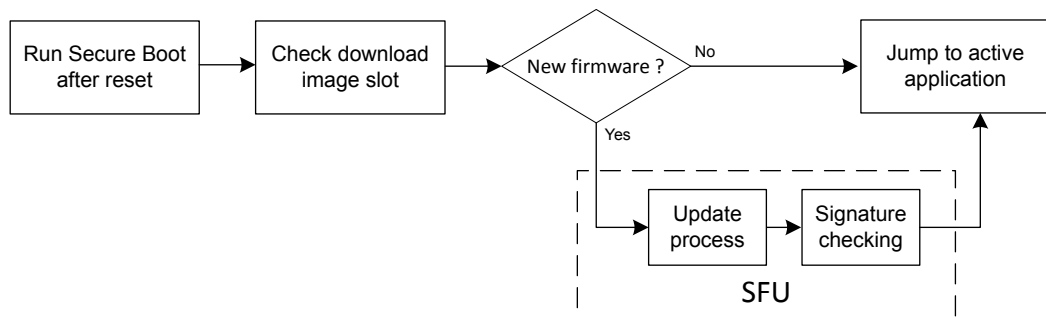 Run Secure Boot
after reset
Check download
image slot
New firmware ?
No
Jump to active
application
Yes
Update
process
Signature
checking
SFU